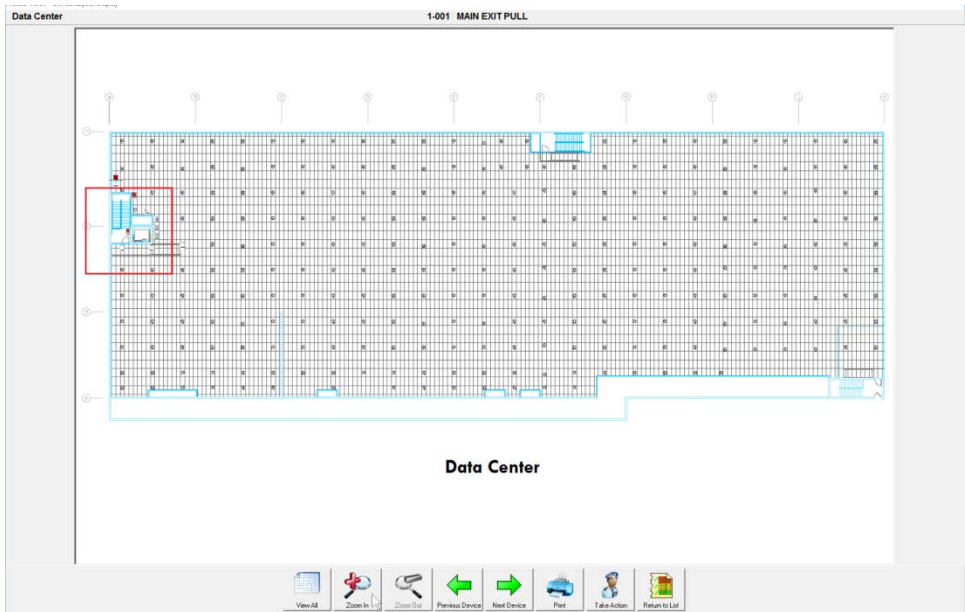 Data Center
1-001 MAIN EXIT PULL
Data Center
View All
Zoom In
Zoom Out
Previous Device
Next Device
Print
Take Action
Return to List